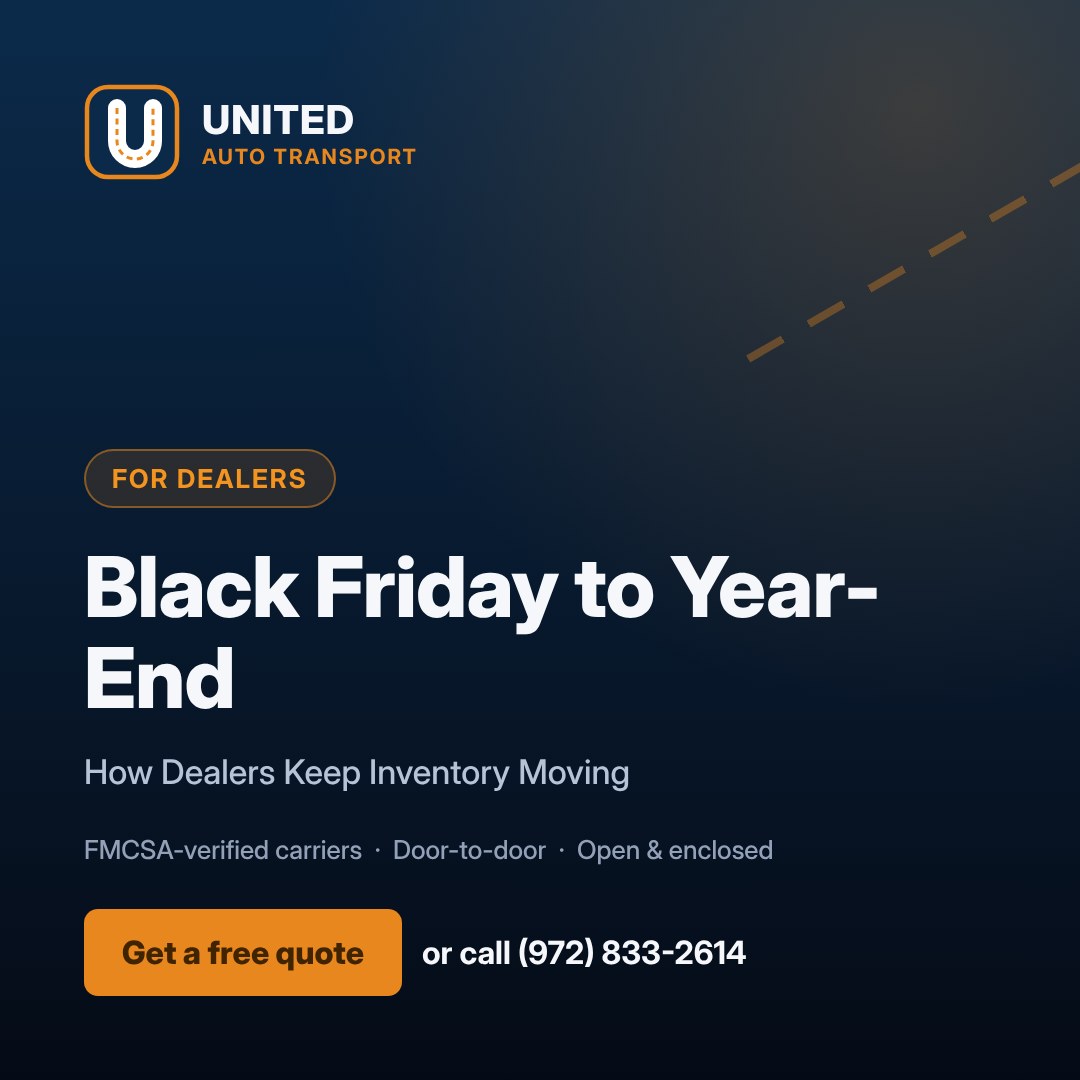 U
UNITED
AUTO TRANSPORT
FOR DEALERS
Black Friday to Year-
End
How Dealers Keep Inventory Moving
FMCSA-verified carriers · Door-to-door · Open & enclosed
Get a free quote or call (972) 833-2614